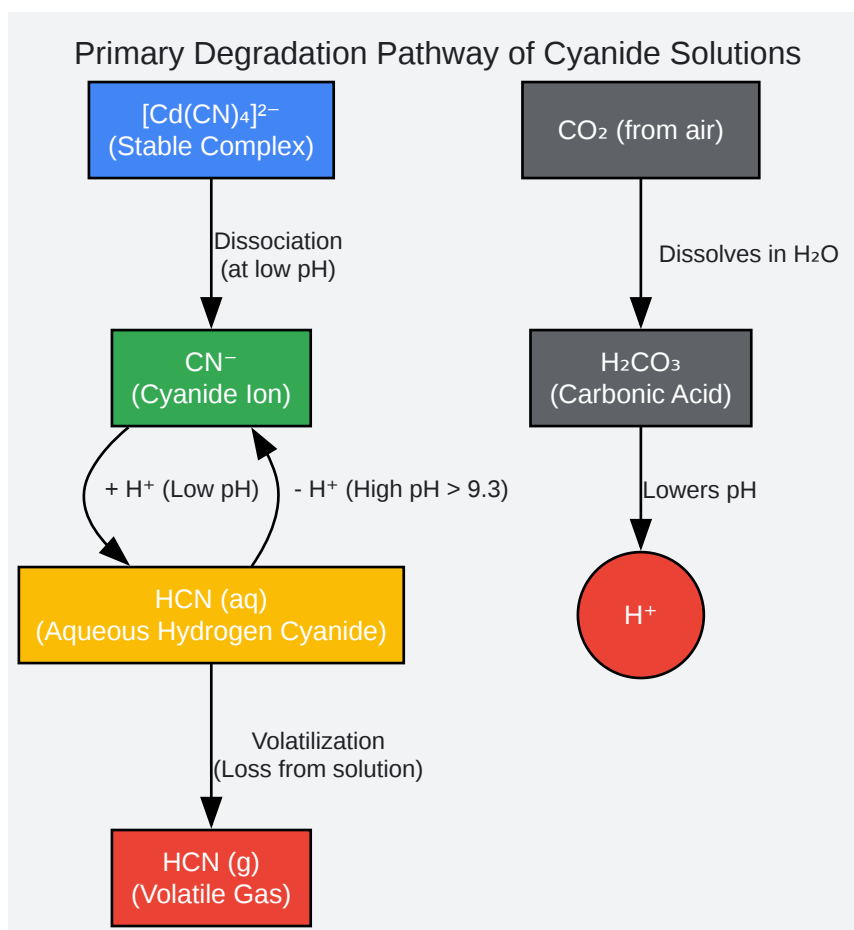 Primary Degradation Pathway of Cyanide Solutions
[Cd(CN)₄]²⁻
(Stable Complex)
CO₂ (from air)
Dissociation
(at low pH)
Dissolves in H₂O
CN⁻
(Cyanide Ion)
H₂CO₃
(Carbonic Acid)
+ H⁺ (Low pH)
- H⁺ (High pH > 9.3)
Lowers pH
HCN (aq)
(Aqueous Hydrogen Cyanide)
H⁺
Volatilization
(Loss from solution)
HCN (g)
(Volatile Gas)